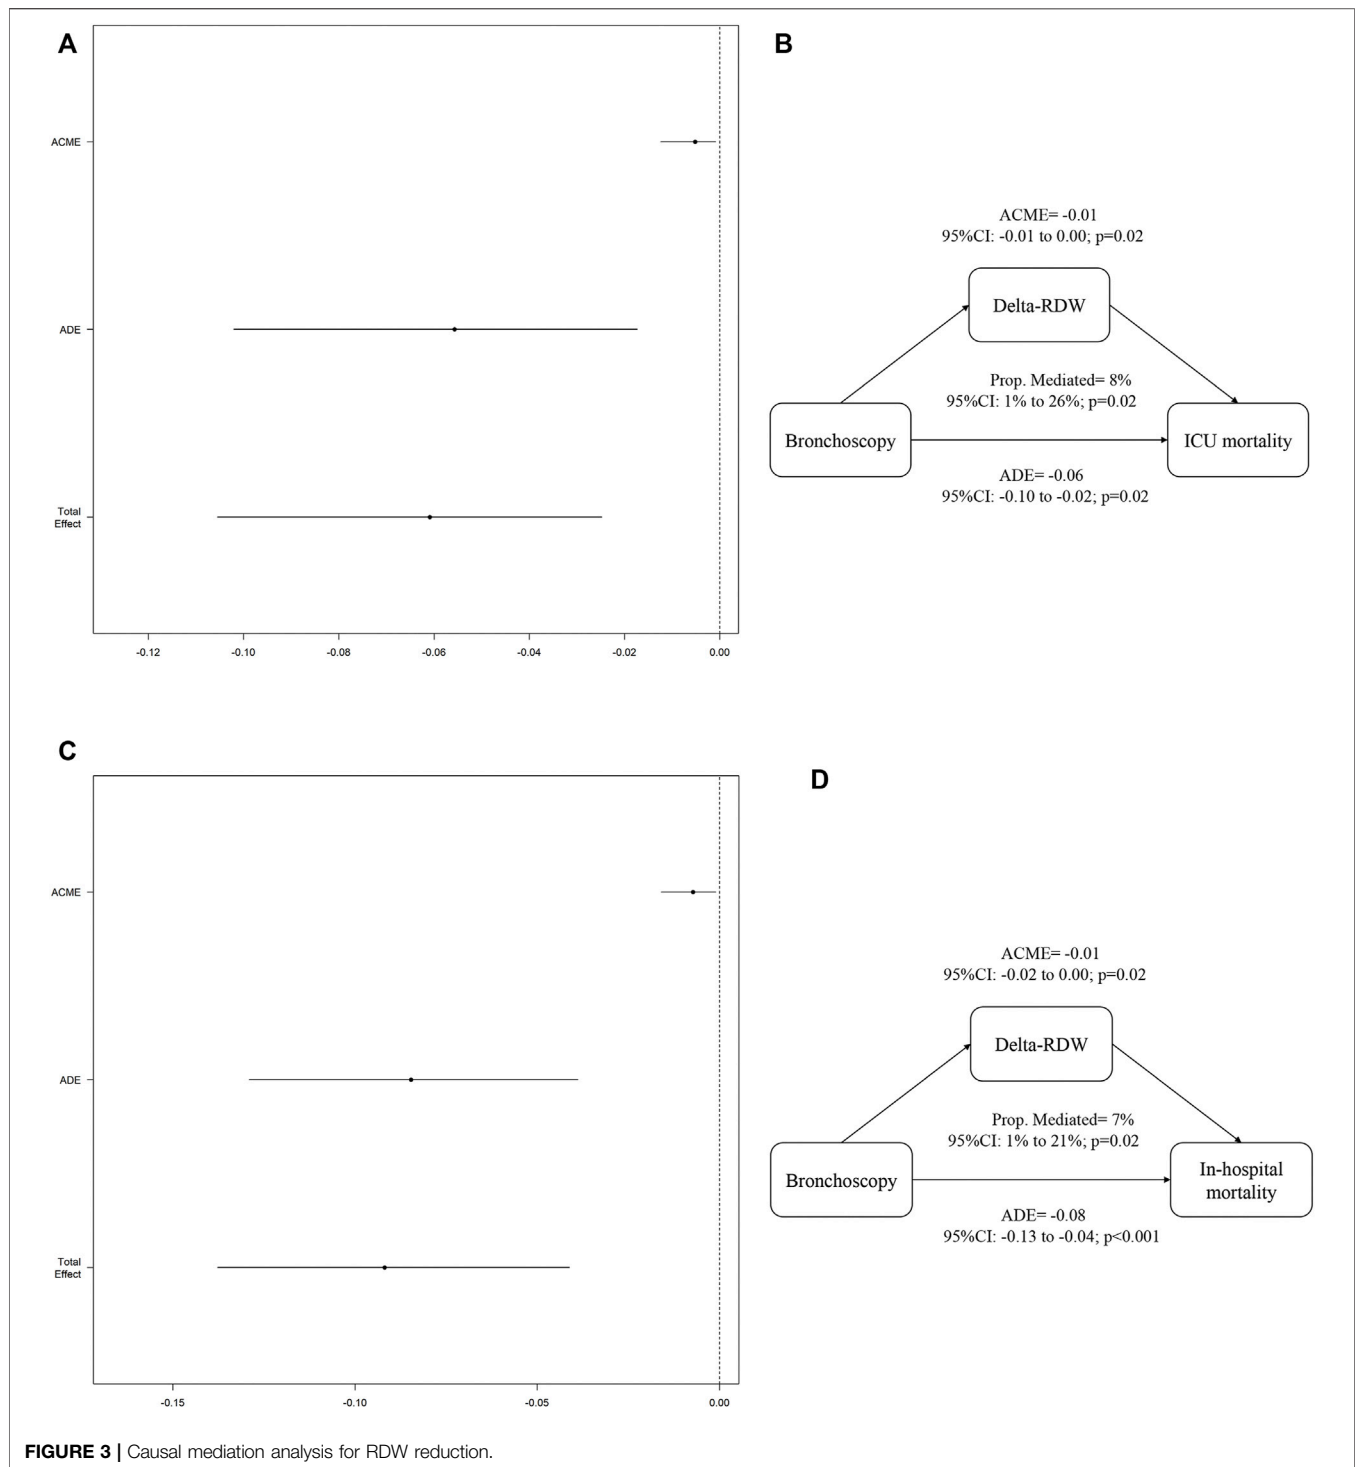 A
ACME
ADE
Total
Effect
-0.12
-0.10
-0.08
-0.06
-0.04
-0.02
0.00
B
ACME= -0.01
95%CI: -0.01 to 0.00; p=0.02
Delta-RDW
Prop. Mediated= 8%
95%CI: 1% to 26%; p=0.02
Bronchoscopy
ICU mortality
ADE= -0.06
95%CI: -0.10 to -0.02; p=0.02
C
ACME
ADE
Total
Effect
-0.15
-0.10
-0.05
0.00
D
ACME= -0.01
95%CI: -0.02 to 0.00; p=0.02
Delta-RDW
Prop. Mediated= 7%
95%CI: 1% to 21%; p=0.02
Bronchoscopy
In-hospital
mortality
ADE= -0.08
95%CI: -0.13 to -0.04; p<0.001
FIGURE 3 | Causal mediation analysis for RDW reduction.